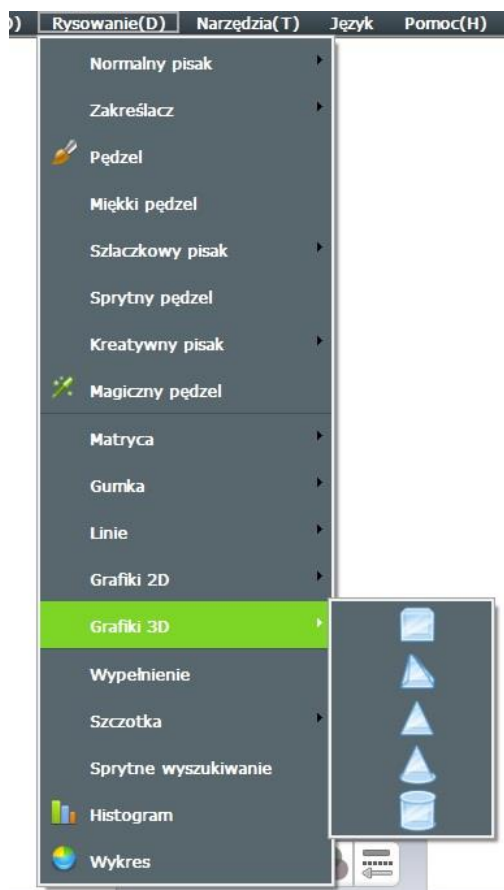 ) Rysowanie(D) Narzędzia(T) Język Pomoc(H)
Normalny pisak
Zakreślacz
Pędzel
Miękki pędzel
Szlaczkowy pisak
Sprytny pędzel
Kreatywny pisak
Magiczny pędzel
Matryca
Gumka
Linie
Grafiki 2D
Grafiki 3D
Wypełnienie
Szczotka
Sprytne wyszukiwanie
Histogram
Wykres